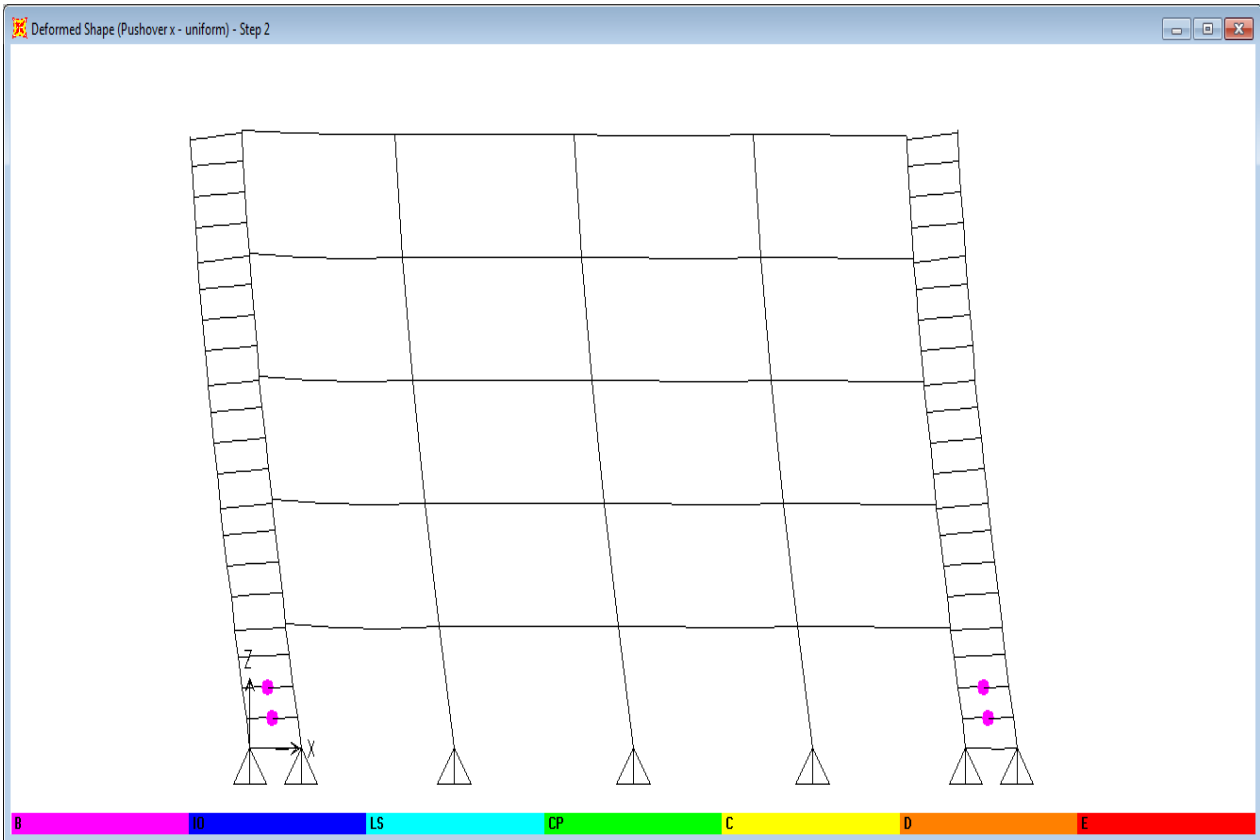 Deformed Shape (Pushover x - uniform) - Step 2
Z
X
B IO LS CP C D E